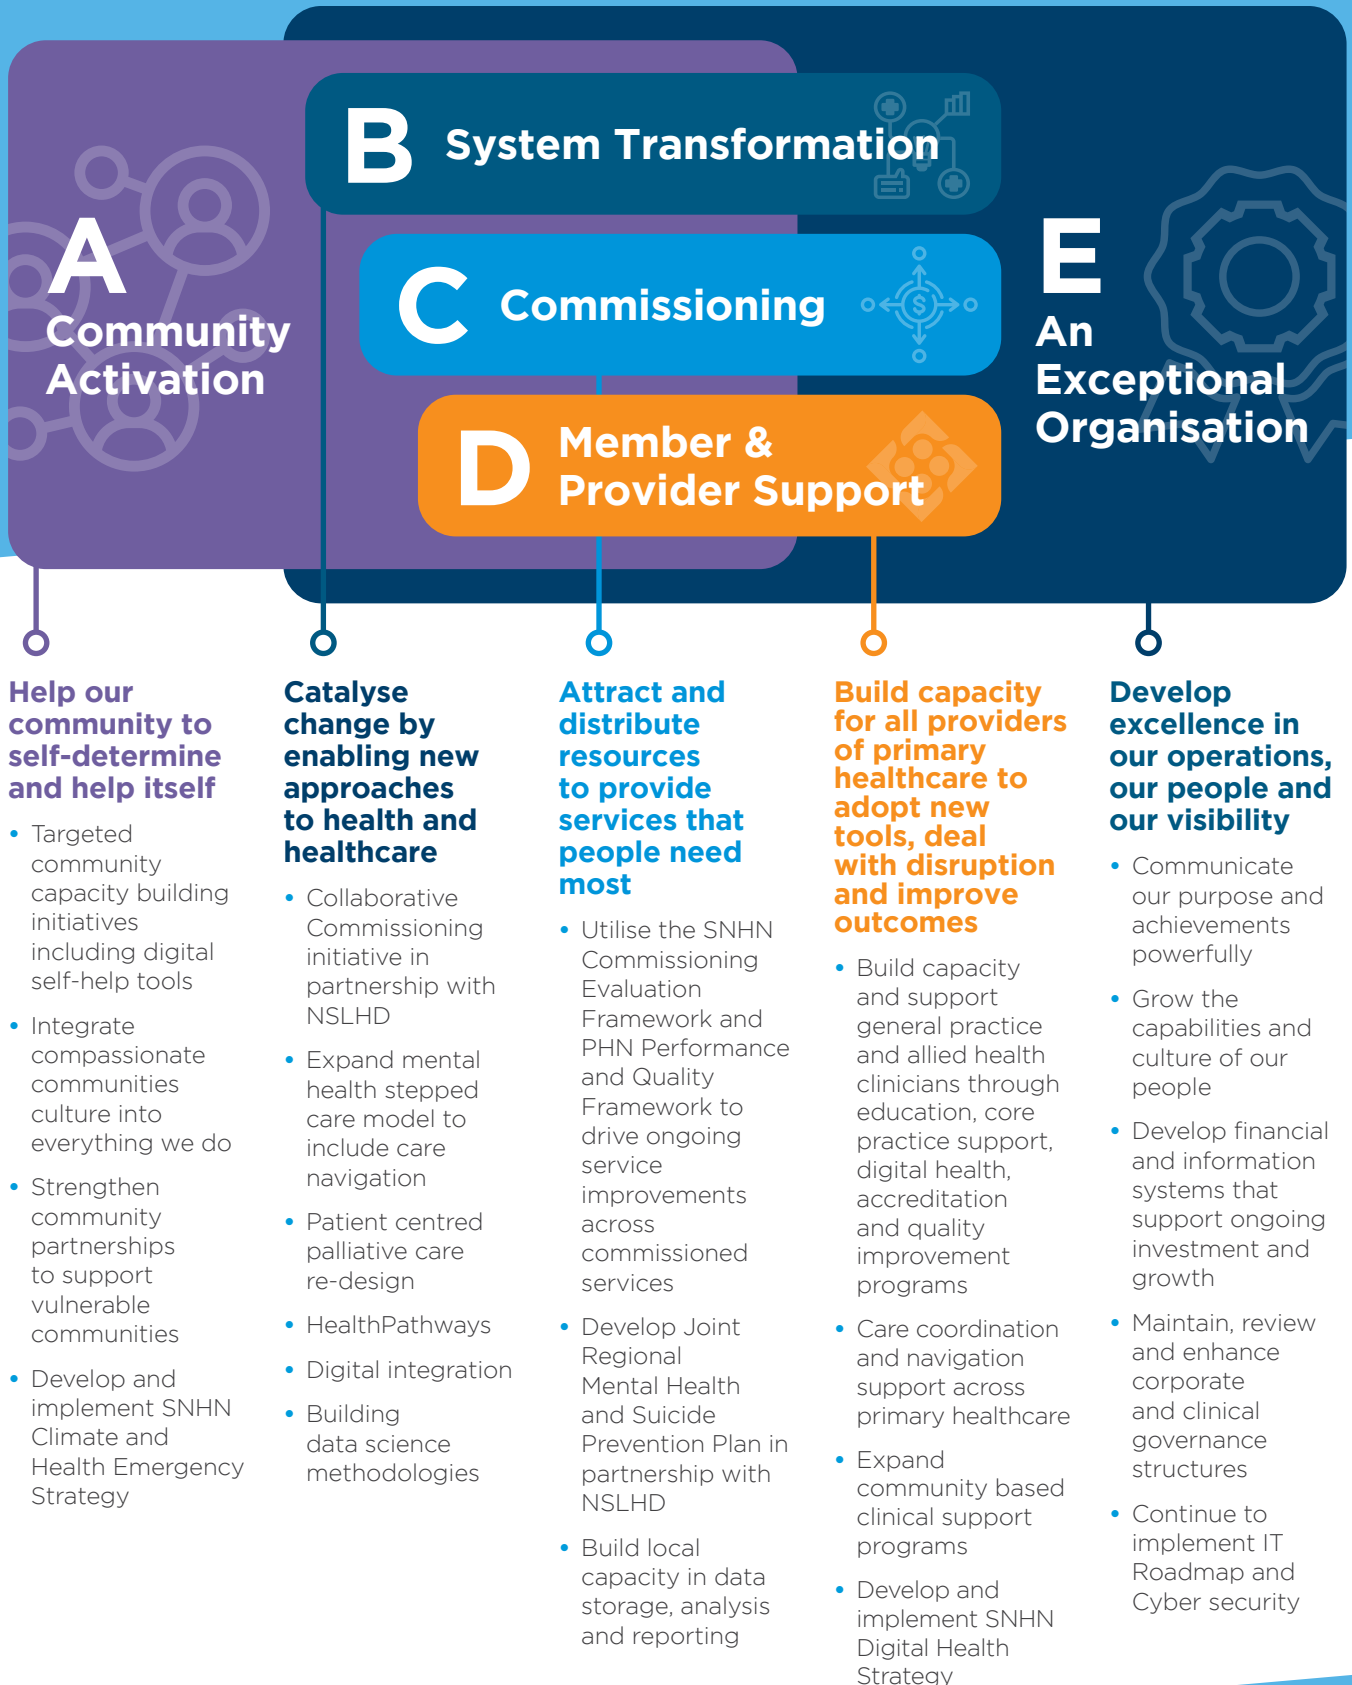 B
System Transformation
A
Community
Activation
C
Commissioning
$
E
An
Exceptional
Organisation
D
Member &
Provider Support
Help our
community to
self-determine
and help itself
• Targeted
community
capacity building
initiatives
including digital
self-help tools
• Integrate
compassionate
communities
culture into
everything we do
• Strengthen
community
partnerships
to support
vulnerable
communities
• Develop and
implement SNHN
Climate and
Health Emergency
Strategy
Catalyse
change by
enabling new
approaches
to health and
healthcare
• Collaborative
Commissioning
initiative in
partnership with
NSLHD
• Expand mental
health stepped
care model to
include care
navigation
• Patient centred
palliative care
re-design
• HealthPathways
• Digital integration
• Building
data science
methodologies
Attract and
distribute
resources
to provide
services that
people need
most
• Utilise the SNHN
Commissioning
Evaluation
Framework and
PHN Performance
and Quality
Framework to
drive ongoing
service
improvements
across
commissioned
services
• Develop Joint
Regional
Mental Health
and Suicide
Prevention Plan in
partnership with
NSLHD
• Build local
capacity in data
storage, analysis
and reporting
Build capacity
for all providers
of primary
healthcare to
adopt new
tools, deal
with disruption
and improve
outcomes
• Build capacity
and support
general practice
and allied health
clinicians through
education, core
practice support,
digital health,
accreditation
and quality
improvement
programs
• Care coordination
and navigation
support across
primary healthcare
• Expand
community based
clinical support
programs
• Develop and
implement SNHN
Digital Health
Strategy
Develop
excellence in
our operations,
our people and
our visibility
• Communicate
our purpose and
achievements
powerfully
• Grow the
capabilities and
culture of our
people
• Develop financial
and information
systems that
support ongoing
investment and
growth
• Maintain, review
and enhance
corporate
and clinical
governance
structures
• Continue to
implement IT
Roadmap and
Cyber security